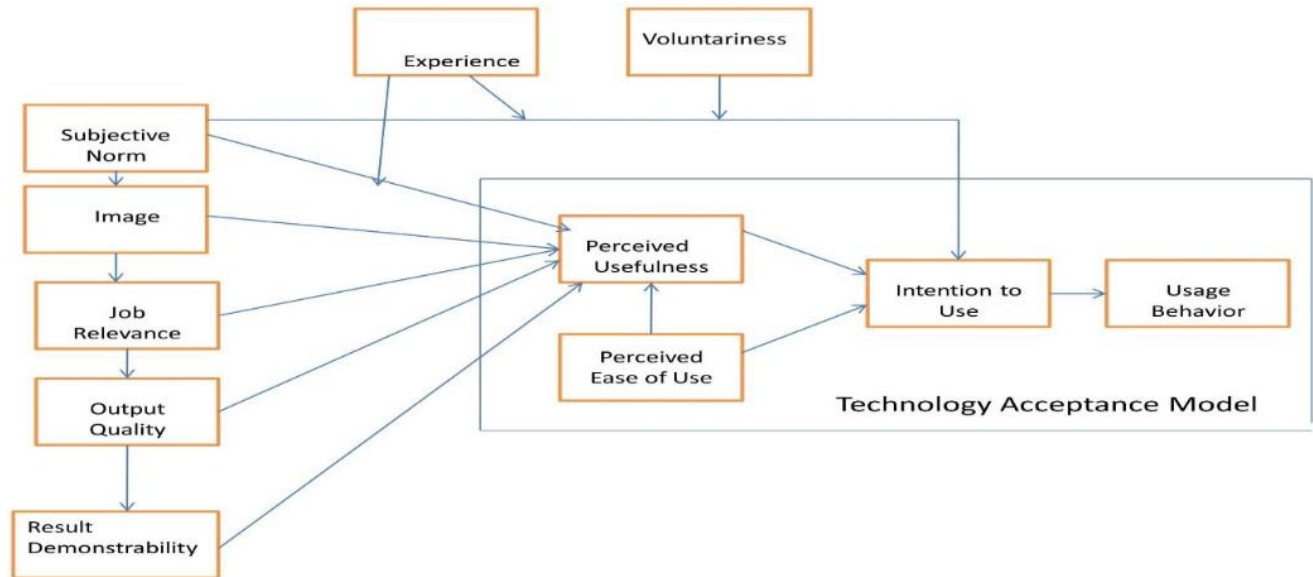 Experience
Voluntariness
Subjective
Norm
Image
Job
Relevance
Output
Quality
Result
Demonstrability
Perceived
Usefulness
Perceived
Ease of Use
Intention to
Use
Usage
Behavior
Technology Acceptance Model